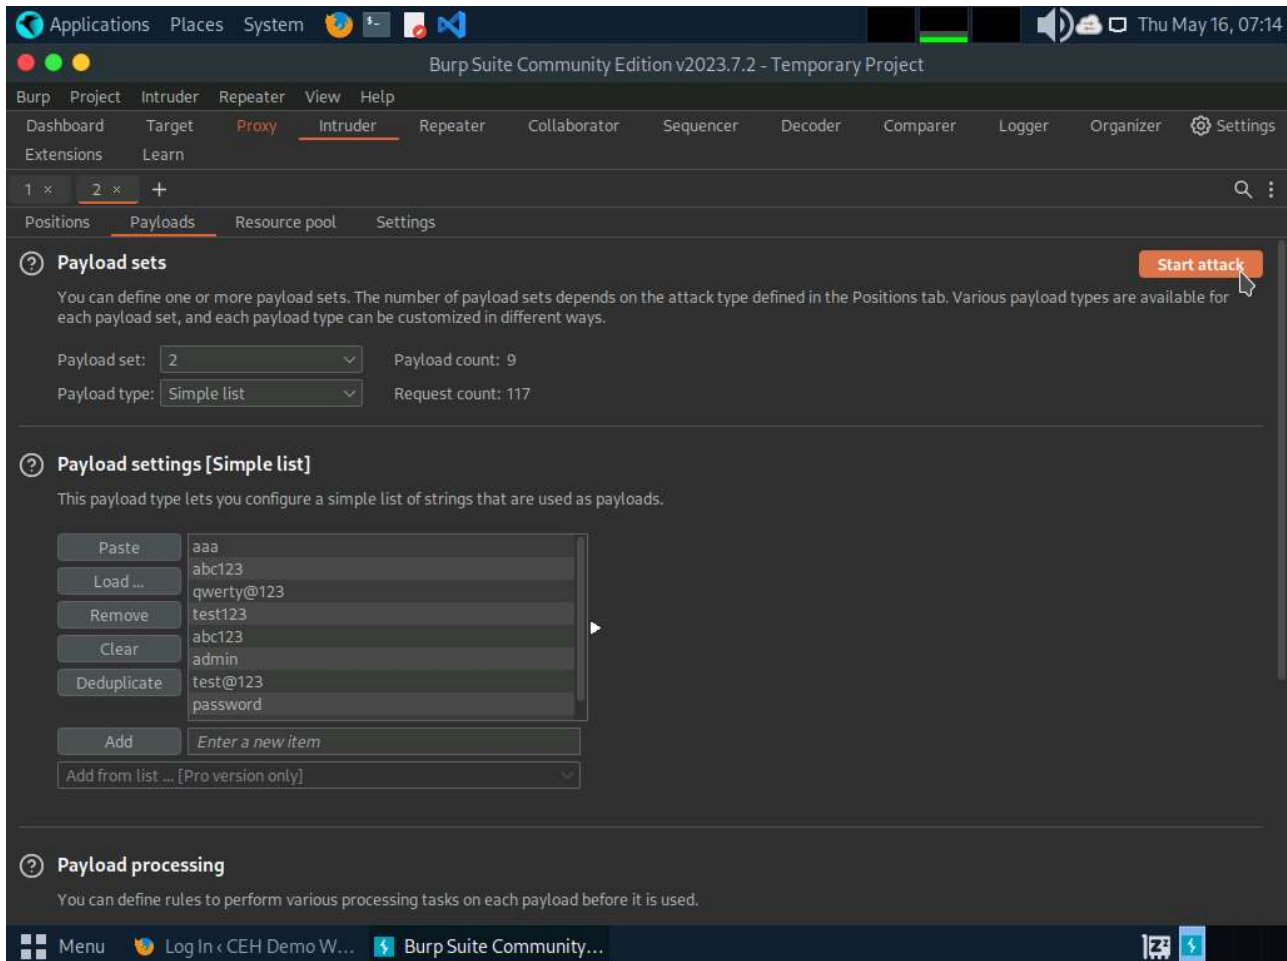 Applications Places System Thu May 16, 07:14
Burp Suite Community Edition v2023.7.2 - Temporary Project
Burp Project Intruder Repeater View Help
Dashboard Target Proxy Intruder Repeater Collaborator Sequencer Decoder Comparer Logger Organizer Settings
Extensions Learn
1 × 2 × +
Positions Payloads Resource pool Settings
? Payload sets Start attack
You can define one or more payload sets. The number of payload sets depends on the attack type defined in the Positions tab. Various payload types are available for
each payload set, and each payload type can be customized in different ways.
Payload set: 2 Payload count: 9
Payload type: Simple list Request count: 117
? Payload settings [Simple list]
This payload type lets you configure a simple list of strings that are used as payloads.
Paste
Load ...
Remove
Clear
Deduplicate
aaa
abc123
qwerty@123
test123
abc123
admin
test@123
password
Add Enter a new item
Add from list ... [Pro version only]
? Payload processing
You can define rules to perform various processing tasks on each payload before it is used.
Menu Log In ‹ CEH Demo W... Burp Suite Community...